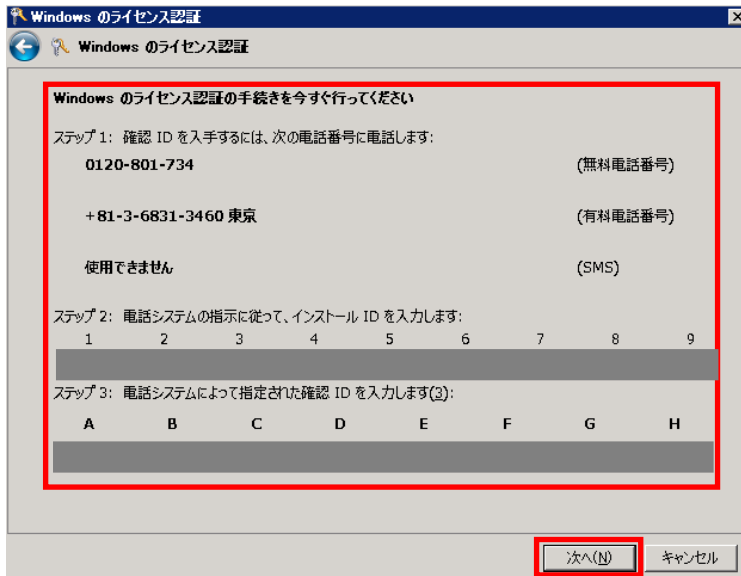 Windows のライセンス認証
Windows のライセンス認証
Windows のライセンス認証の手続きを今すぐ行ってください
ステップ 1: 確認 ID を入手するには、次の電話番号に電話します:
0120-801-734 (無料電話番号)
+81-3-6831-3460 東京 (有料電話番号)
使用できません (SMS)
ステップ 2: 電話システムの指示に従って、インストール ID を入力します:
1 2 3 4 5 6 7 8 9
ステップ 3: 電話システムによって指定された確認 ID を入力します(3):
A B C D E F G H
次へ(N) キャンセル